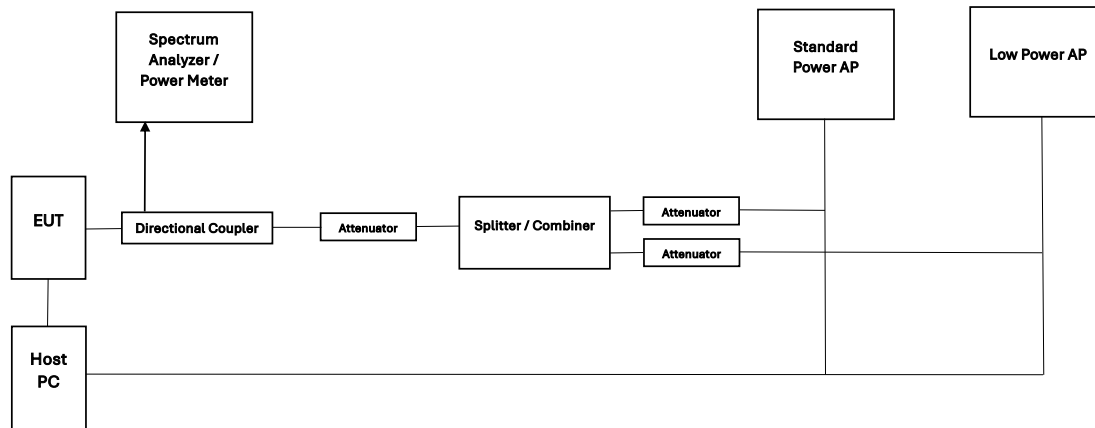 Spectrum
Analyzer /
Power Meter
Standard
Power AP
Low Power AP
EUT
Directional Coupler
Attenuator
Splitter / Combiner
Attenuator
Attenuator
Host
PC